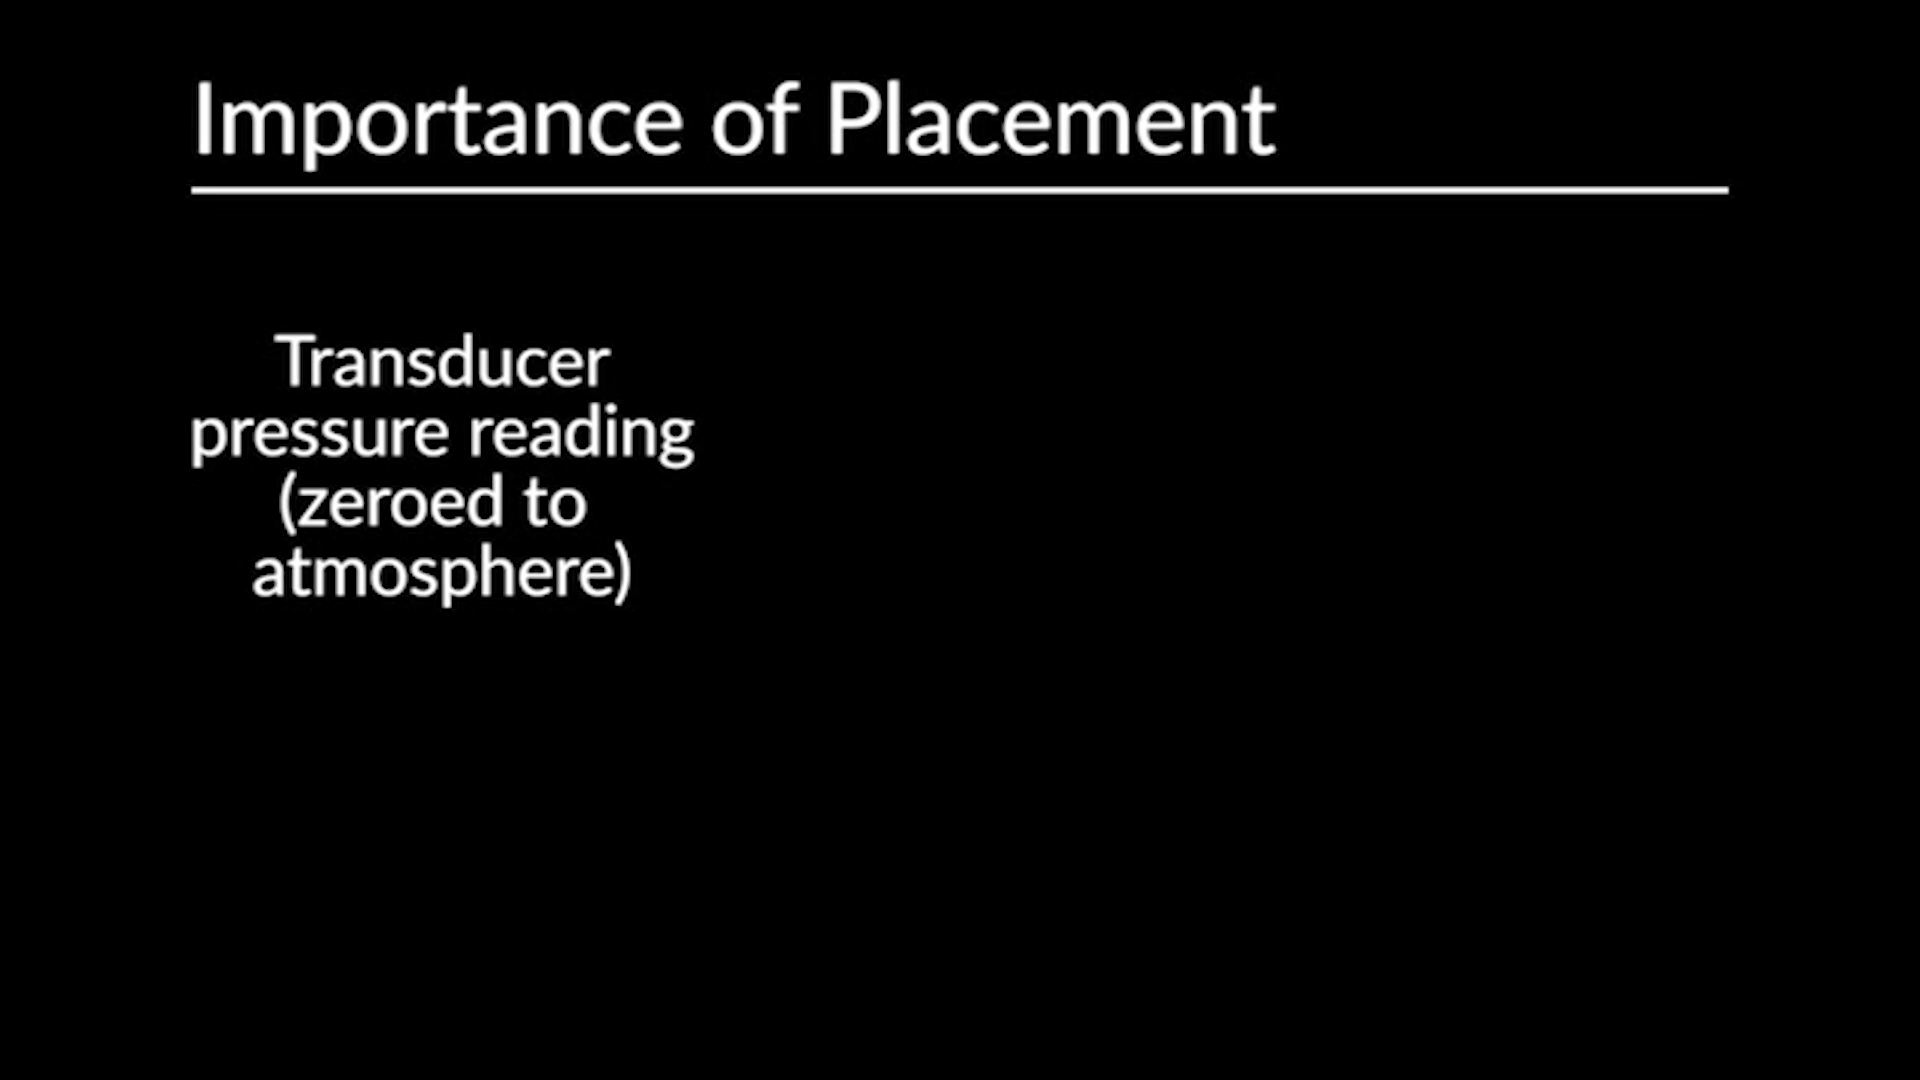 Importance of Placement
Transducer
pressure reading
(zeroed to
atmosphere)